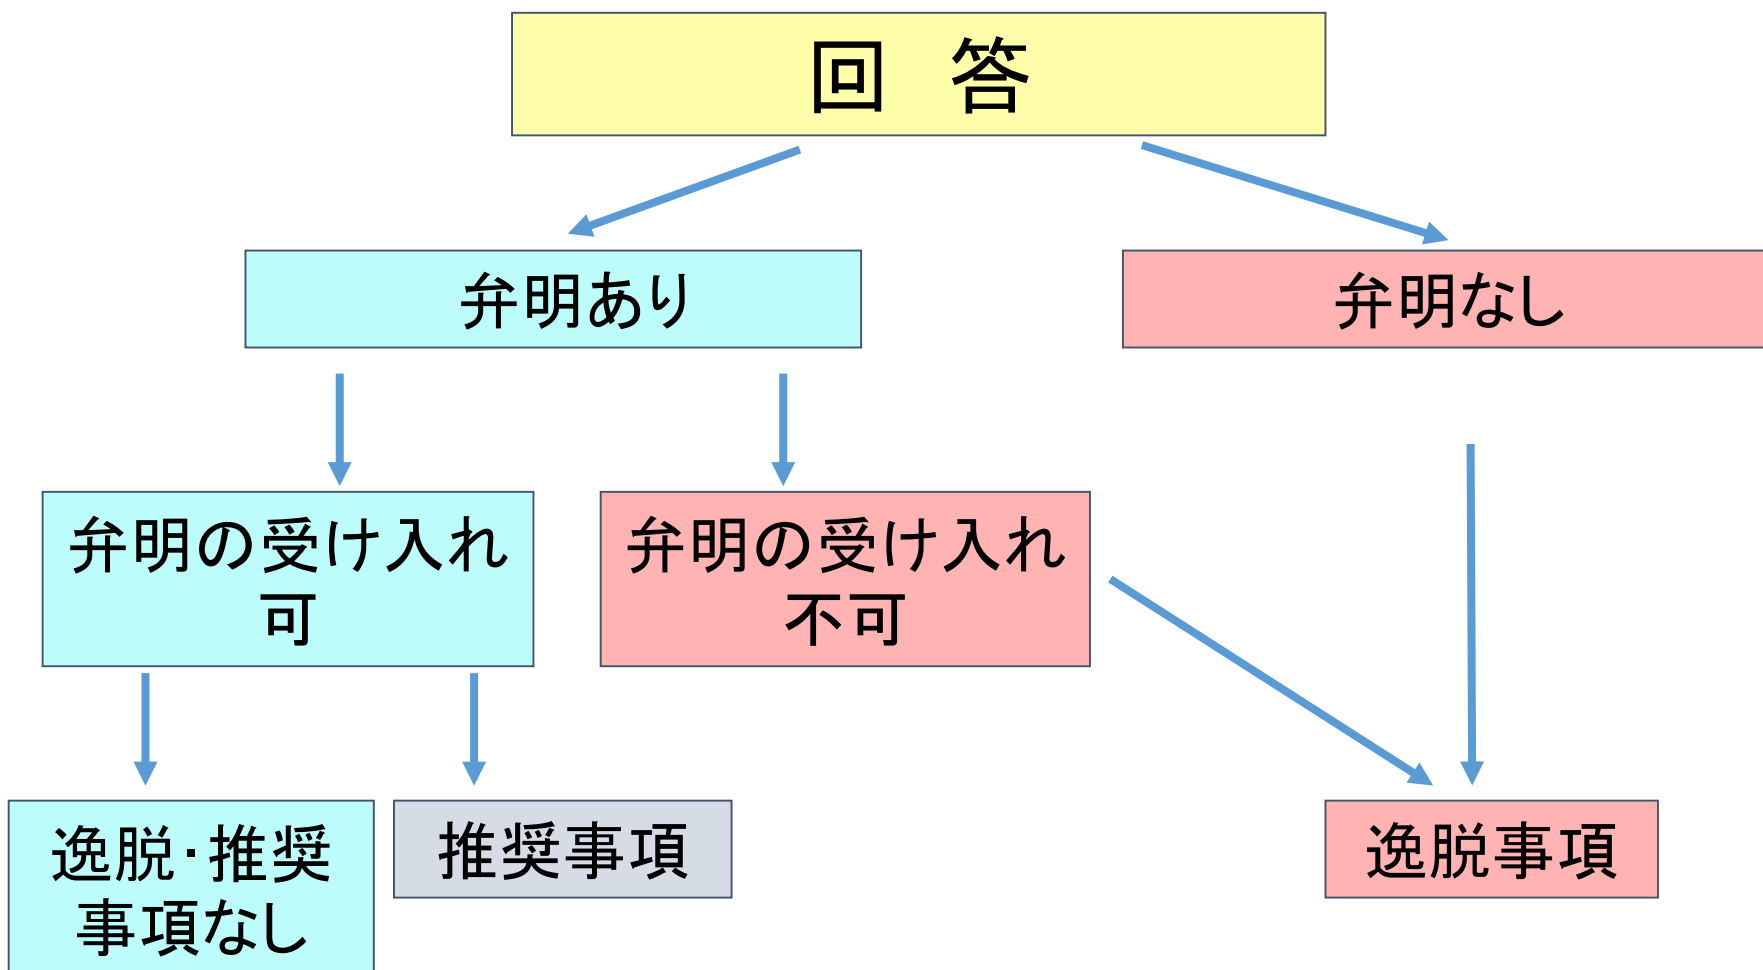 回　答
弁明あり
弁明なし
弁明の受け入れ
可
弁明の受け入れ
不可
逸脱・推奨
事項なし
推奨事項
逸脱事項